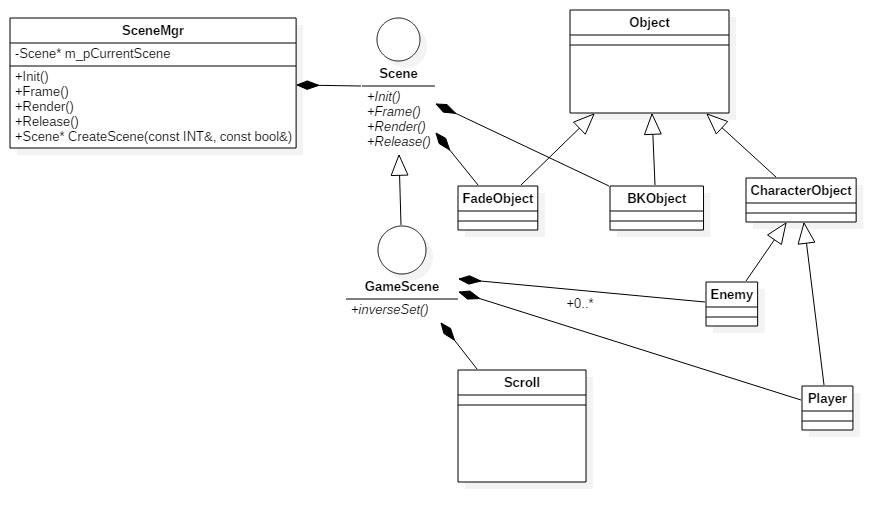 SceneMgr
-Scene* m_pCurrentScene
+Init()
+Frame()
+Render()
+Release()
+Scene* CreateScene(const INT&, const bool&)
Scene
+Init()
+Frame()
+Render()
+Release()
Object
FadeObject
BKObject
CharacterObject
GameScene
+inverseSet()
+0..*
Enemy
Scroll
Player